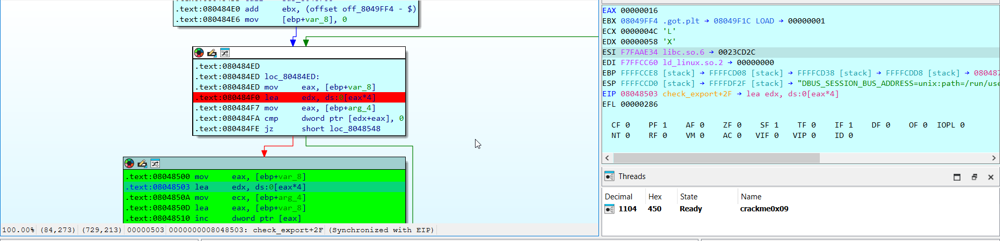 .text:080484E0 add ebx, (offset off_8049FF4 - $)
.text:080484E6 mov [ebp+var_8], 0
.text:080484ED
.text:080484ED loc_80484ED:
.text:080484ED mov eax, [ebp+var_8]
.text:080484F0 lea edx, ds:0[eax*4]
.text:080484F7 mov eax, [ebp+arg_4]
.text:080484FA cmp dword ptr [edx+eax], 0
.text:080484FE jz short loc_8048548
.text:08048500 mov eax, [ebp+var_8]
.text:08048503 lea edx, ds:0[eax*4]
.text:0804850A mov ecx, [ebp+arg_4]
.text:0804850D lea eax, [ebp+var_8]
.text:08048510 inc dword ptr [eax]
100.00% (84,273) (729,213) 00000503 0000000008048503: check_export+2F (Synchronized with EIP)
EAX 00000016
EBX 08049FF4 .got.plt → 08049F1C LOAD → 00000001
ECX 0000004C 'L'
EDX 00000058 'X'
ESI F7FAAE34 libc.so.6 → 0023CD2C
EDI F7FFCC60 ld_linux.so.2 → 00000000
EBP FFFFCCE8 [stack] → FFFFCD08 [stack] → FFFFCD38 [stack] → FFFFCDD8 [stack] → 080487
ESP FFFFCCD0 [stack] → FFFFDF2F [stack] → "DBUS_SESSION_BUS_ADDRESS=unix:path=/run/use
EIP 08048503 check_export+2F → lea edx, ds:0[eax*4]
EFL 00000286
CF 0 PF 1 AF 0 ZF 0 SF 1 TF 0 IF 1 DF 0 OF 0 IOPL 0
NT 0 RF 0 VM 0 AC 0 VIF 0 VIP 0 ID 0
Threads
Decimal Hex State Name
1104 450 Ready crackme0x09